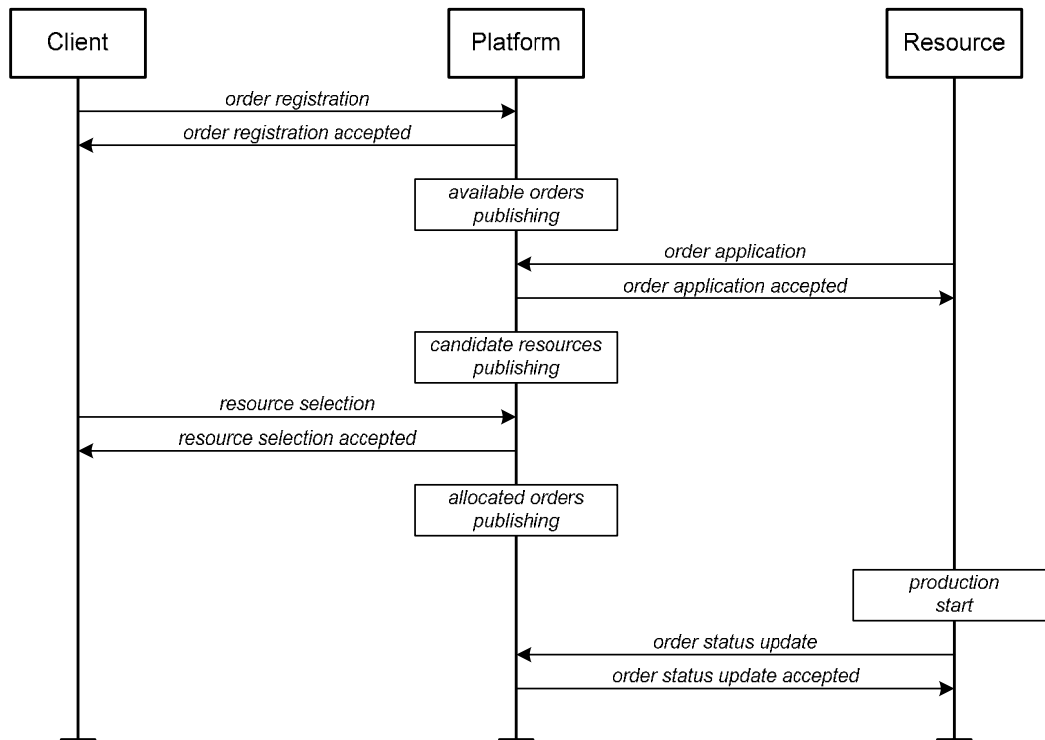 Client
Platform
Resource
order registration
order registration accepted
available orders
publishing
order application
order application accepted
candidate resources
publishing
resource selection
resource selection accepted
allocated orders
publishing
production
start
order status update
order status update accepted